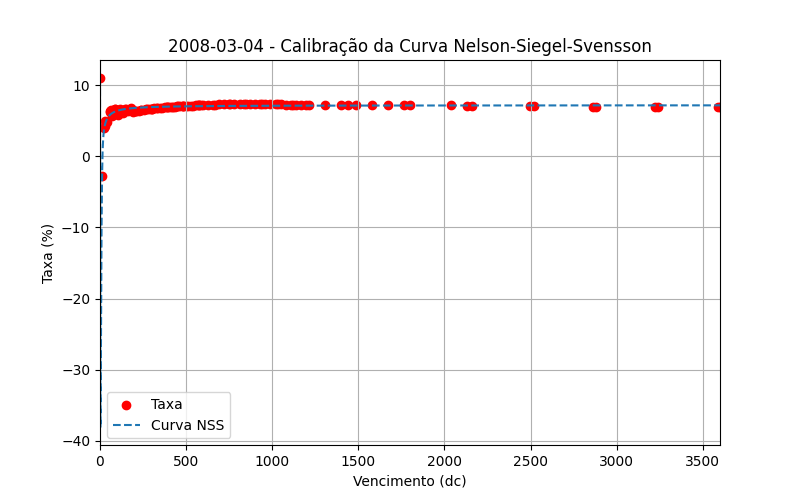 2008-03-04 - Calibração da Curva Nelson-Siegel-Svensson
Taxa (%)
10
0
−10
−20
−30
−40
Taxa
Curva NSS
0 500 1000 1500 2000 2500 3000 3500
Vencimento (dc)